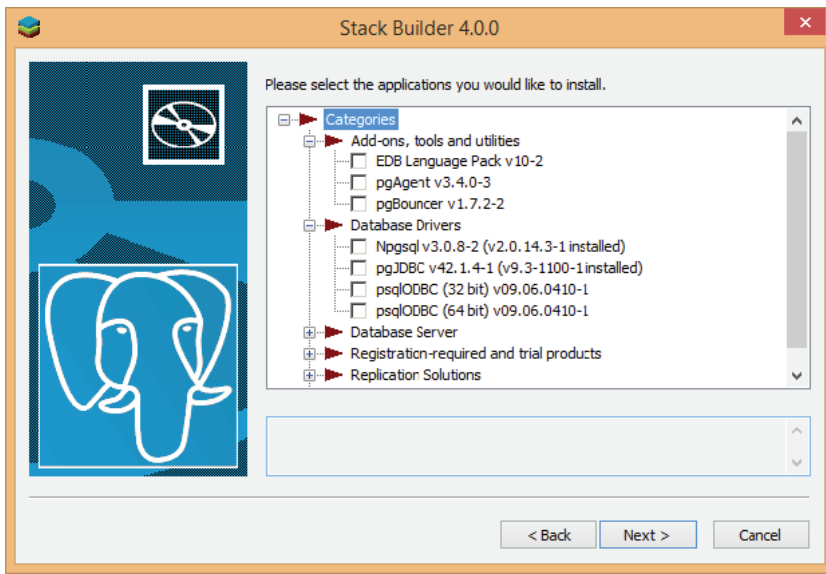 Stack Builder 4.0.0
Please select the applications you would like to install.
Categories
Add-ons, tools and utilities
EDB Language Pack v10-2
pgAgent v3.4.0-3
pgBouncer v1.7.2-2
Database Drivers
Npgsql v3.0.8-2 (v2.0.14.3-1 installed)
pgJDBC v42.1.4-1 (v9.3-1100-1 installed)
psqlODBC (32 bit) v09.06.0410-1
psqlODBC (64 bit) v09.06.0410-1
Database Server
Registration-required and trial products
Replication Solutions
< Back Next > Cancel